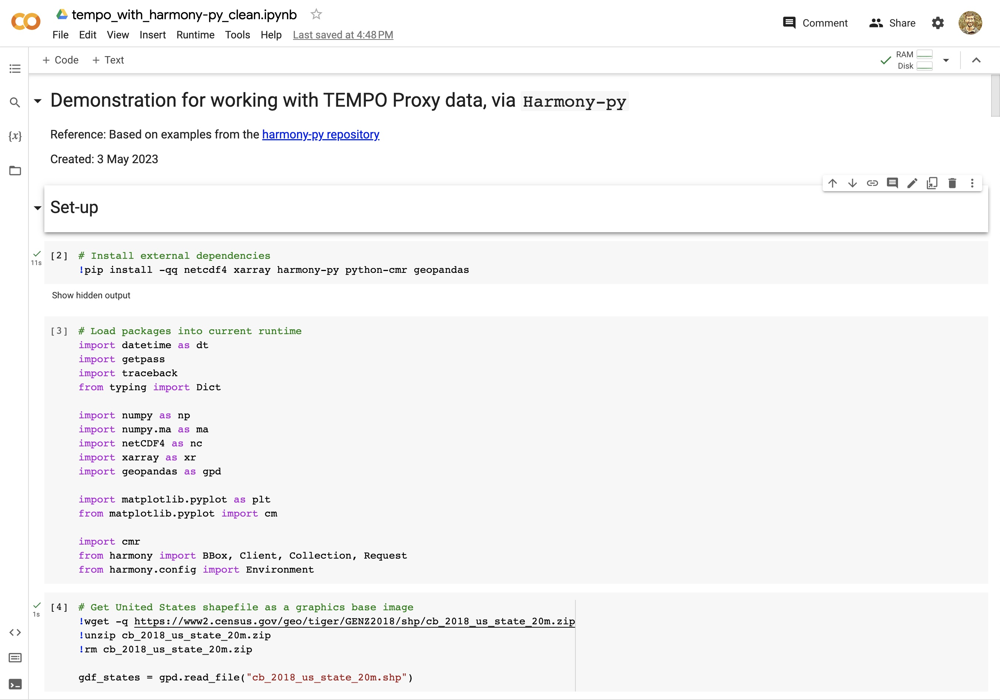 tempo_with_harmony-py_clean.ipynb
File Edit View Insert Runtime Tools Help Last saved at 4:48 PM
Comment Share
+ Code + Text
RAM
Disk
Demonstration for working with TEMPO Proxy data, via Harmony-py
Reference: Based on examples from the harmony-py repository
Created: 3 May 2023
Set-up
[2] # Install external dependencies
11s
!pip install -qq netcdf4 xarray harmony-py python-cmr geopandas
Show hidden output
[3] # Load packages into current runtime
import datetime as dt
import getpass
import traceback
from typing import Dict
import numpy as np
import numpy.ma as ma
import netCDF4 as nc
import xarray as xr
import geopandas as gpd
import matplotlib.pyplot as plt
from matplotlib.pyplot import cm
import cmr
from harmony import BBox, Client, Collection, Request
from harmony.config import Environment
[4] # Get United States shapefile as a graphics base image
1s
!wget -q https://www2.census.gov/geo/tiger/GENZ2018/shp/cb_2018_us_state_20m.zip
!unzip cb_2018_us_state_20m.zip
!rm cb_2018_us_state_20m.zip
gdf_states = gpd.read_file("cb_2018_us_state_20m.shp")